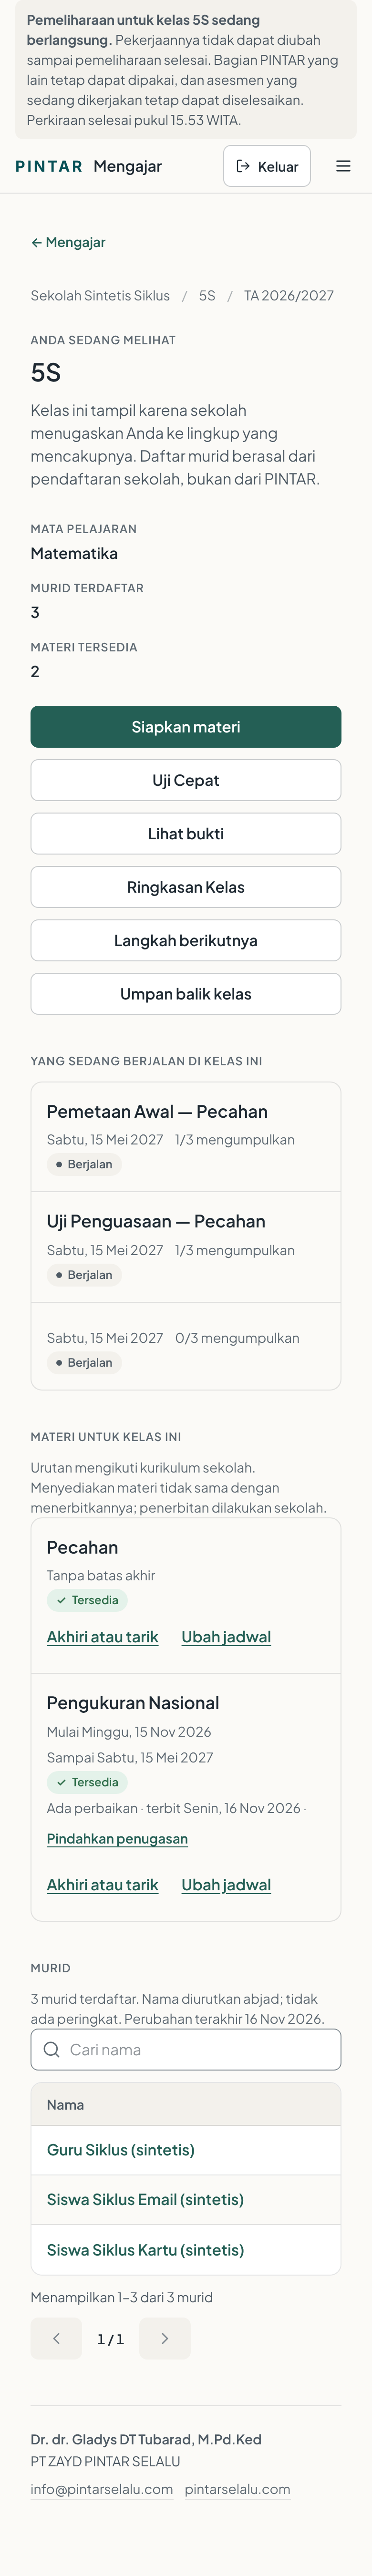 Pemeliharaan untuk kelas 5S sedang
berlangsung. Pekerjaannya tidak dapat diubah
sampai pemeliharaan selesai. Bagian PINTAR yang
lain tetap dapat dipakai, dan asesmen yang
sedang dikerjakan tetap dapat diselesaikan.
Perkiraan selesai pukul 15.53 WITA.
PINTAR Mengajar
Keluar
← Mengajar
Sekolah Sintetis Siklus / 5S / TA 2026/2027
ANDA SEDANG MELIHAT
5S
Kelas ini tampil karena sekolah
menugaskan Anda ke lingkup yang
mencakupnya. Daftar murid berasal dari
pendaftaran sekolah, bukan dari PINTAR.
MATA PELAJARAN
Matematika
MURID TERDAFTAR
3
MATERI TERSEDIA
2
Siapkan materi
Uji Cepat
Lihat bukti
Ringkasan Kelas
Langkah berikutnya
Umpan balik kelas
YANG SEDANG BERJALAN DI KELAS INI
Pemetaan Awal — Pecahan
Sabtu, 15 Mei 2027 1/3 mengumpulkan
Berjalan
Uji Penguasaan — Pecahan
Sabtu, 15 Mei 2027 1/3 mengumpulkan
Berjalan
Sabtu, 15 Mei 2027 0/3 mengumpulkan
Berjalan
MATERI UNTUK KELAS INI
Urutan mengikuti kurikulum sekolah.
Menyediakan materi tidak sama dengan
menerbitkannya; penerbitan dilakukan sekolah.
Pecahan
Tanpa batas akhir
Tersedia
Akhiri atau tarik Ubah jadwal
Pengukuran Nasional
Mulai Minggu, 15 Nov 2026
Sampai Sabtu, 15 Mei 2027
Tersedia
Ada perbaikan · terbit Senin, 16 Nov 2026 ·
Pindahkan penugasan
Akhiri atau tarik Ubah jadwal
MURID
3 murid terdaftar. Nama diurutkan abjad; tidak
ada peringkat. Perubahan terakhir 16 Nov 2026.
Cari nama
Nama
Guru Siklus (sintetis)
Siswa Siklus Email (sintetis)
Siswa Siklus Kartu (sintetis)
Menampilkan 1–3 dari 3 murid
1 / 1
Dr. dr. Gladys DT Tubarad, M.Pd.Ked
PT ZAYD PINTAR SELALU
info@pintarselalu.com pintarselalu.com